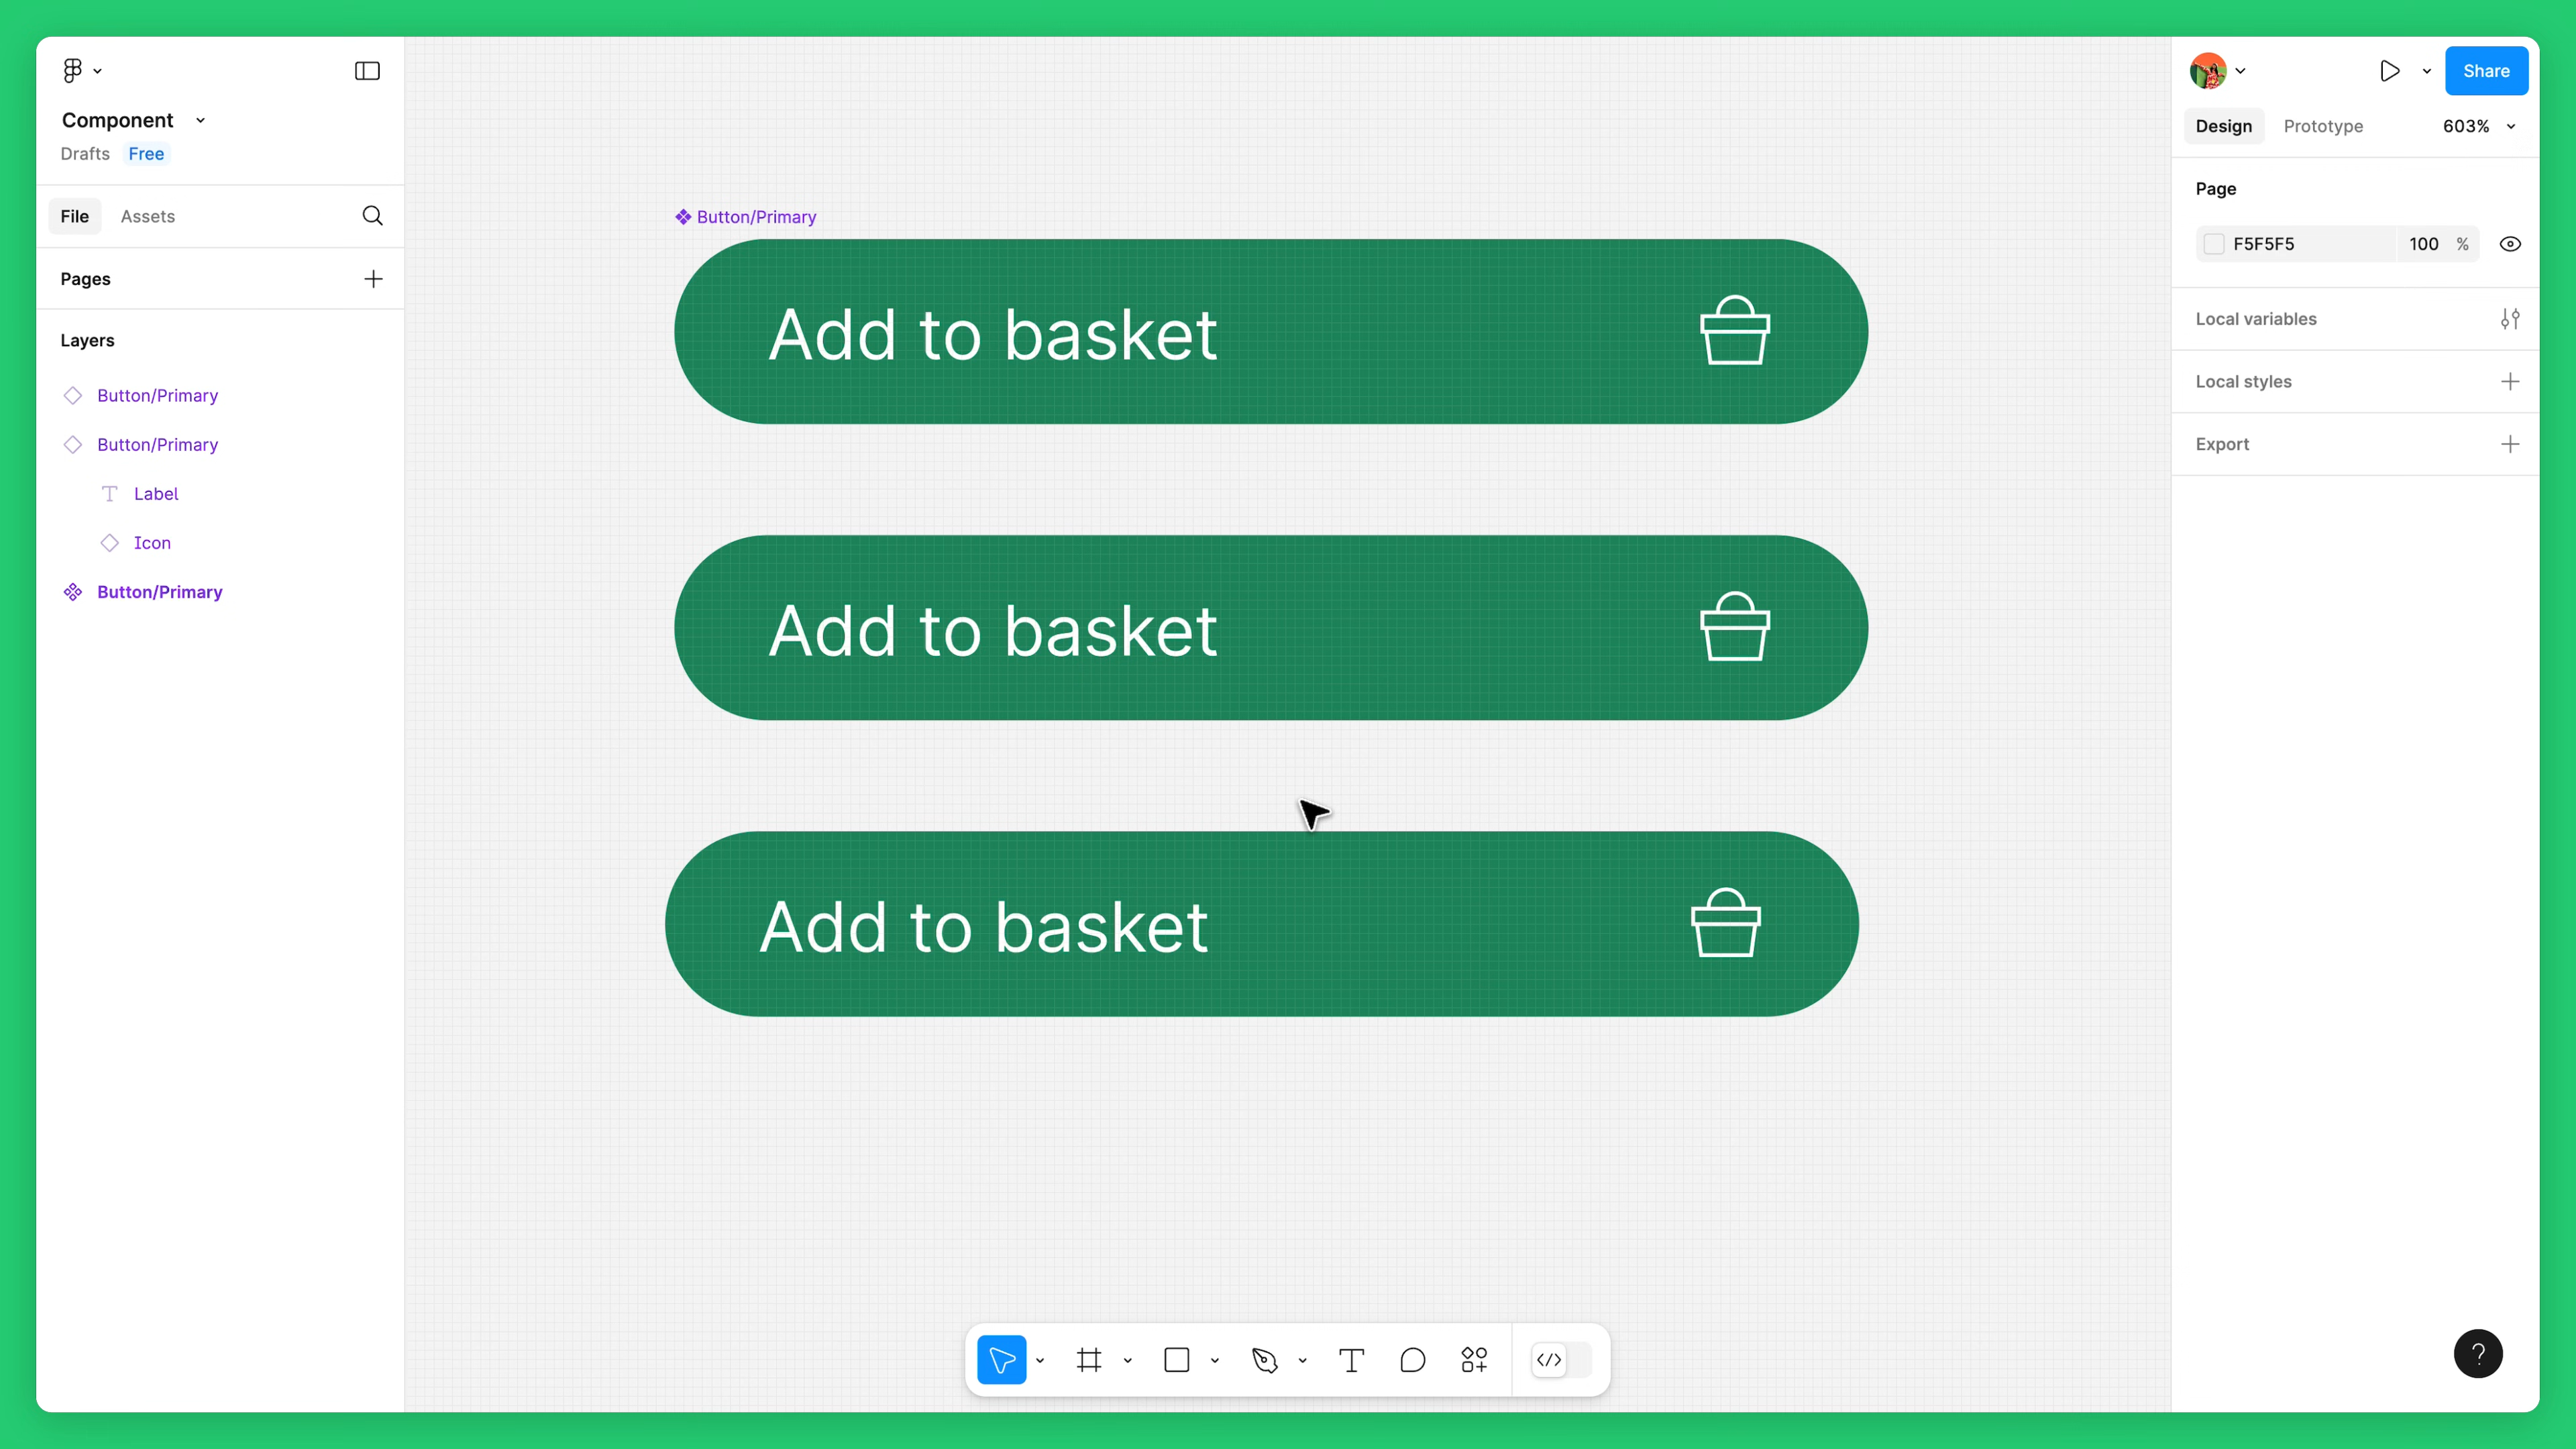 Component
Drafts Free
File Assets
Pages
Layers
Button/Primary
Button/Primary
Label
Icon
Button/Primary
Button/Primary
Add to basket
Add to basket
Add to basket
Share
Design Prototype 603%
Page
F5F5F5 100 %
Local variables
Local styles
Export
?